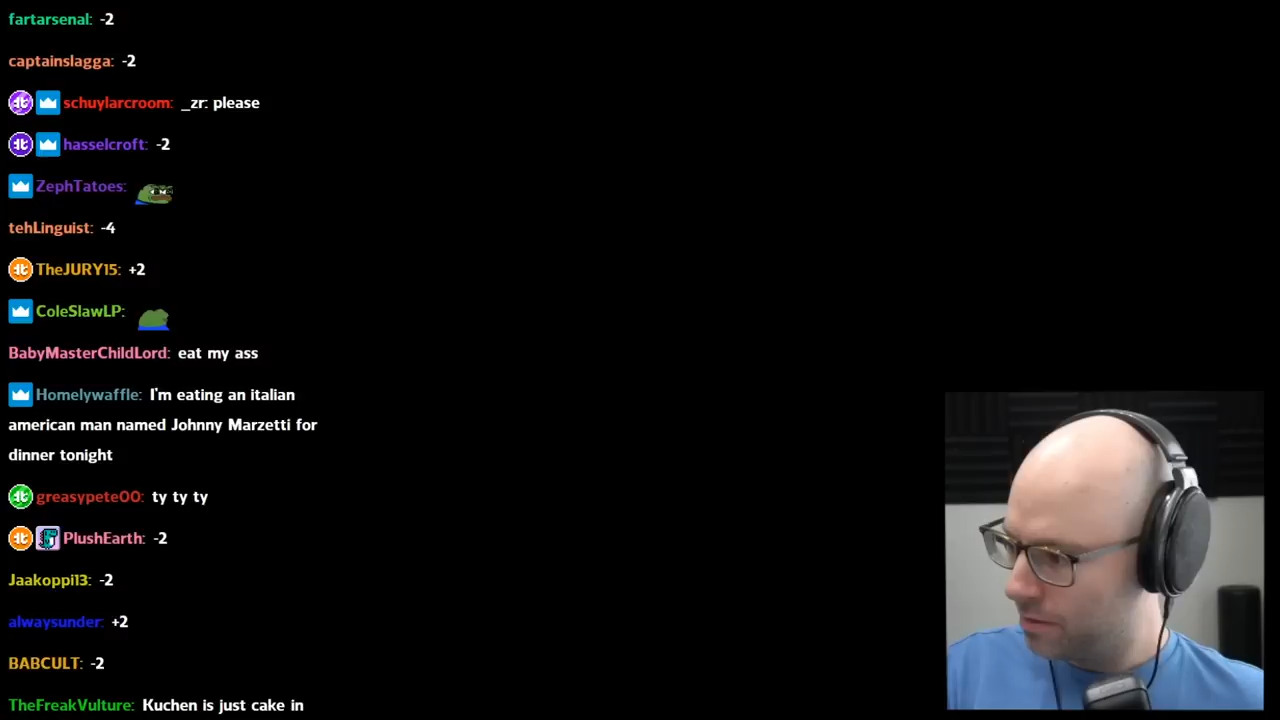 fartarsenal: -2
captainslagga: -2
schuylarcroom: _zr: please
hasselcroft: -2
ZephTatoes:
tehLinguist: -4
TheJURY15: +2
ColeSlawLP:
BabyMasterChildLord: eat my ass
Homelywaffle: I'm eating an italian
american man named Johnny Marzetti for
dinner tonight
greasypete00: ty ty ty
PlushEarth: -2
Jaakoppi13: -2
alwaysunder: +2
BABCULT: -2
TheFreakVulture: Kuchen is just cake in